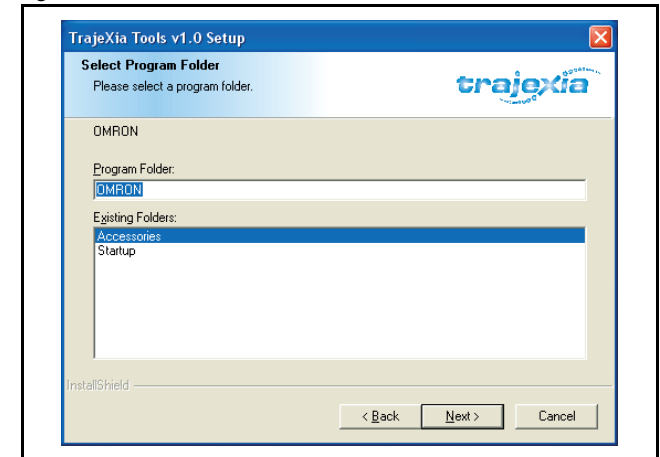 TrajeXia Tools v1.0 Setup
Select Program Folder
Please select a program folder.
trajexia
OMRON
Program Folder:
OMRON
Existing Folders:
Accessories
Startup
InstallShield
< Back Next > Cancel